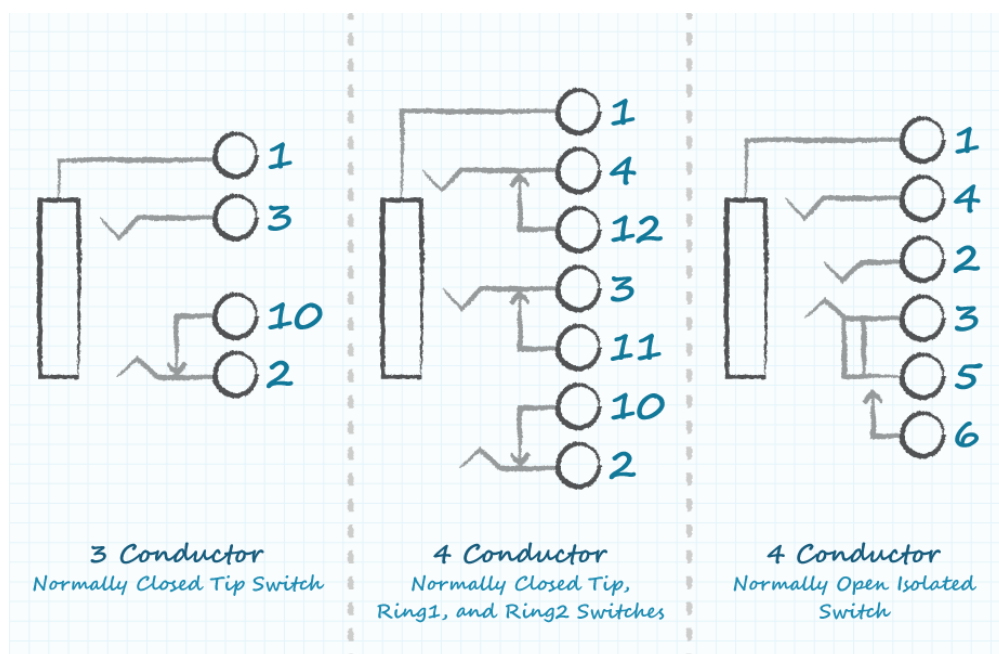 1
3
10
2
3 Conductor
Normally Closed Tip Switch
1
4
12
3
11
10
2
4 Conductor
Normally Closed Tip,
Ring1, and Ring2 Switches
1
4
2
3
5
6
4 Conductor
Normally Open Isolated
Switch